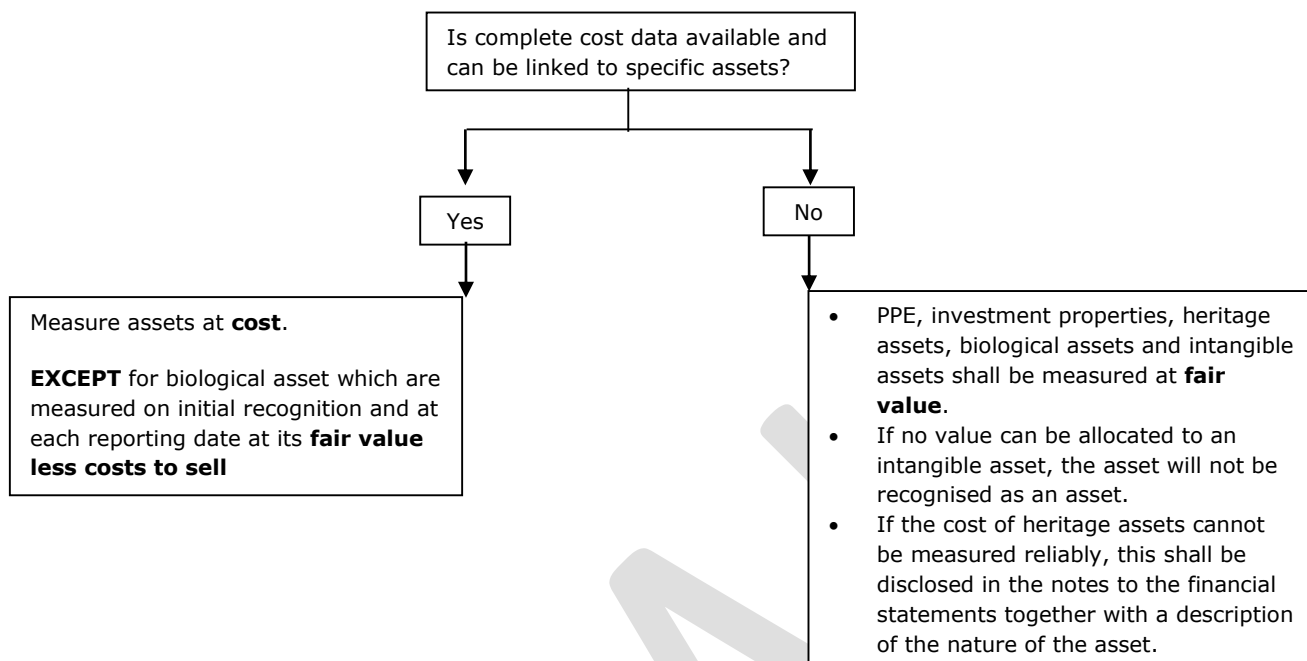 Is complete cost data available and
can be linked to specific assets?
Yes
No
Measure assets at cost.
EXCEPT for biological asset which are
measured on initial recognition and at
each reporting date at its fair value
less costs to sell
• PPE, investment properties, heritage
assets, biological assets and intangible
assets shall be measured at fair
value.
• If no value can be allocated to an
intangible asset, the asset will not be
recognised as an asset.
• If the cost of heritage assets cannot
be measured reliably, this shall be
disclosed in the notes to the financial
statements together with a description
of the nature of the asset.